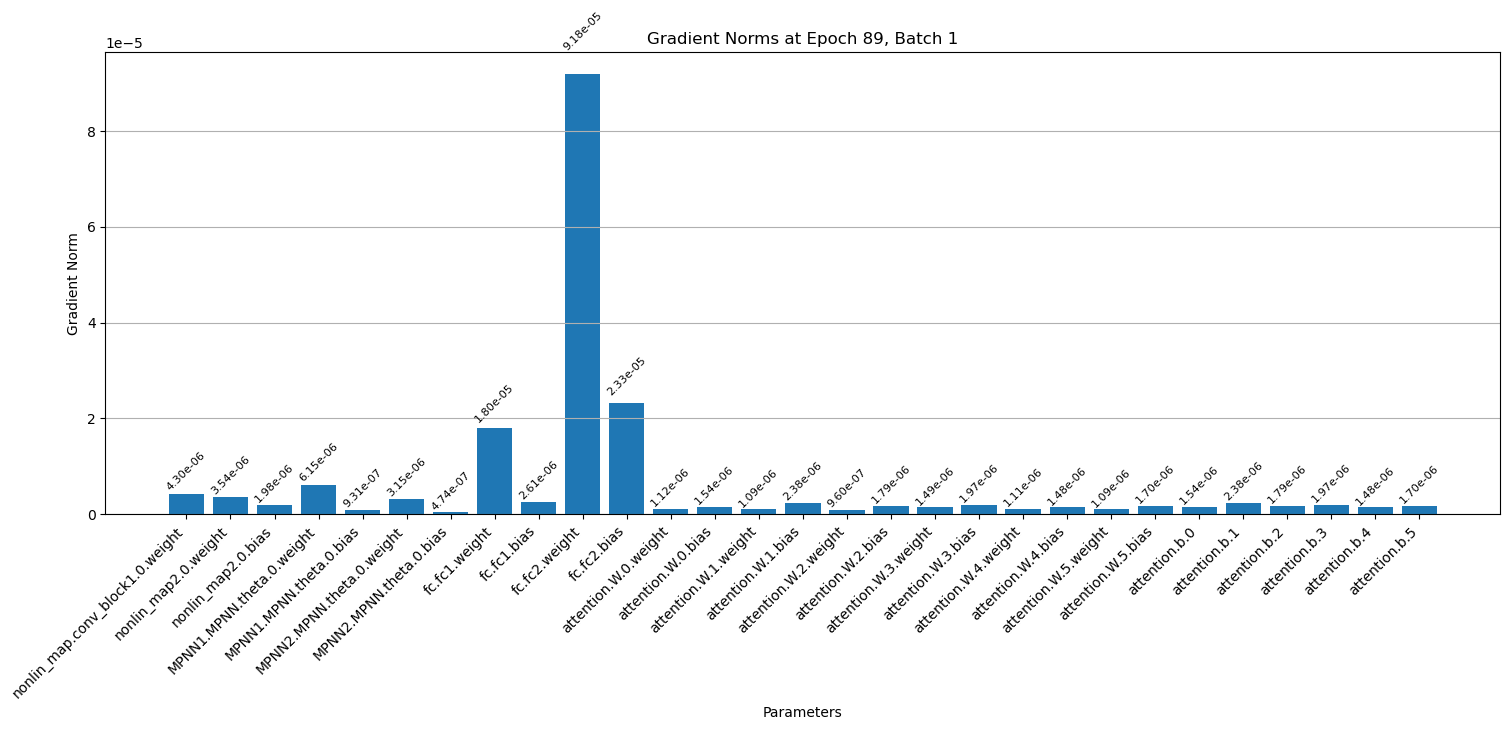 Gradient Norms at Epoch 89, Batch 1
1e−5
Gradient Norm
8
6
4
2
0
4.30e-06
3.54e-06
1.98e-06
6.15e-06
9.31e-07
3.15e-06
4.74e-07
1.80e-05
2.61e-06
9.18e-05
2.33e-05
1.12e-06
1.54e-06
1.09e-06
2.38e-06
9.60e-07
1.79e-06
1.49e-06
1.97e-06
1.11e-06
1.48e-06
1.09e-06
1.70e-06
1.54e-06
2.38e-06
1.79e-06
1.97e-06
1.48e-06
1.70e-06
nonlin_map.conv_block1.0.weight
nonlin_map2.0.weight
nonlin_map2.0.bias
MPNN1.MPNN.theta.0.weight
MPNN1.MPNN.theta.0.bias
MPNN2.MPNN.theta.0.weight
MPNN2.MPNN.theta.0.bias
fc.fc1.weight
fc.fc1.bias
fc.fc2.weight
fc.fc2.bias
attention.W.0.weight
attention.W.0.bias
attention.W.1.weight
attention.W.1.bias
attention.W.2.weight
attention.W.2.bias
attention.W.3.weight
attention.W.3.bias
attention.W.4.weight
attention.W.4.bias
attention.W.5.weight
attention.W.5.bias
attention.b.0
attention.b.1
attention.b.2
attention.b.3
attention.b.4
attention.b.5
Parameters